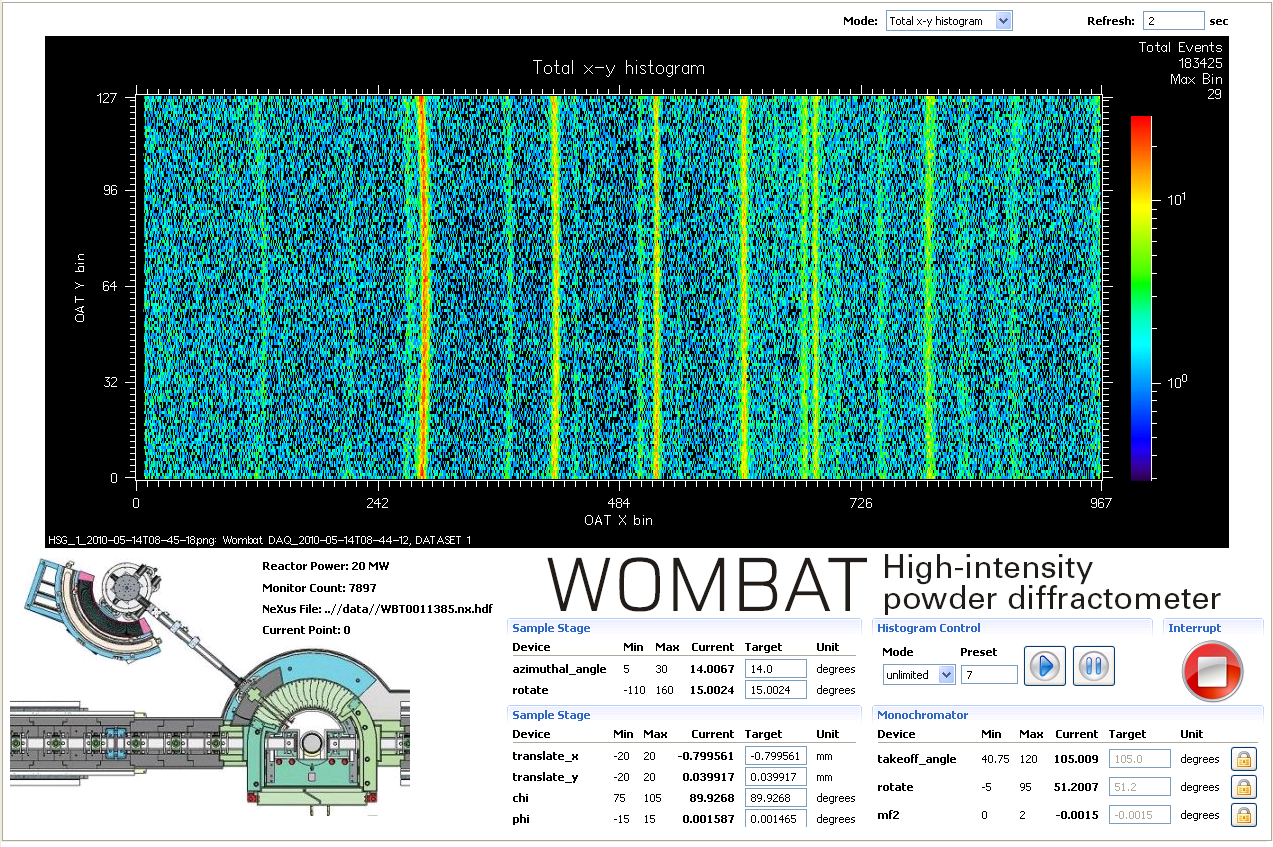 Mode: Total x-y histogram Refresh: 2 sec
Total x-y histogram
Total Events
183425
Max Bin
29
127
96
64
32
0
OAT Y bin
10¹
10⁰
0 242 484 726 967
OAT X bin
HSG_1_2010-05-14T08-45-18png: Wombat DAQ_2010-05-14T08-44-12, DATASET 1
Reactor Power: 20 MW
Monitor Count: 7897
NeXus File: ..//data//WBT0011385.nx.hdf
Current Point: 0
WOMBAT High-intensity
powder diffractometer
Sample Stage
Device Min Max Current Target Unit
azimuthal_angle 5 30 14.0067 14.0 degrees
rotate -110 160 15.0024 15.0024 degrees
Histogram Control
Mode Preset
unlimited 7
Interrupt
Sample Stage
Device Min Max Current Target Unit
translate_x -20 20 -0.799561 -0.799561 mm
translate_y -20 20 0.039917 0.039917 mm
chi 75 105 89.9268 89.9268 degrees
phi -15 15 0.001587 0.001465 degrees
Monochromator
Device Min Max Current Target Unit
takeoff_angle 40.75 120 105.009 105.0 degrees
rotate -5 95 51.2007 51.2 degrees
mf2 0 2 -0.0015 -0.0015 degrees